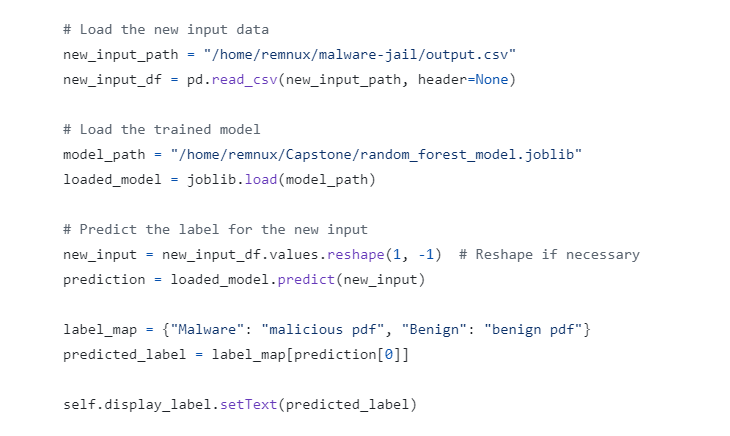 # Load the new input data
new_input_path = "/home/remnux/malware-jail/output.csv"
new_input_df = pd.read_csv(new_input_path, header=None)
# Load the trained model
model_path = "/home/remnux/Capstone/random_forest_model.joblib"
loaded_model = joblib.load(model_path)
# Predict the label for the new input
new_input = new_input_df.values.reshape(1, -1)  # Reshape if necessary
prediction = loaded_model.predict(new_input)
label_map = {"Malware": "malicious pdf", "Benign": "benign pdf"}
predicted_label = label_map[prediction[0]]
self.display_label.setText(predicted_label)